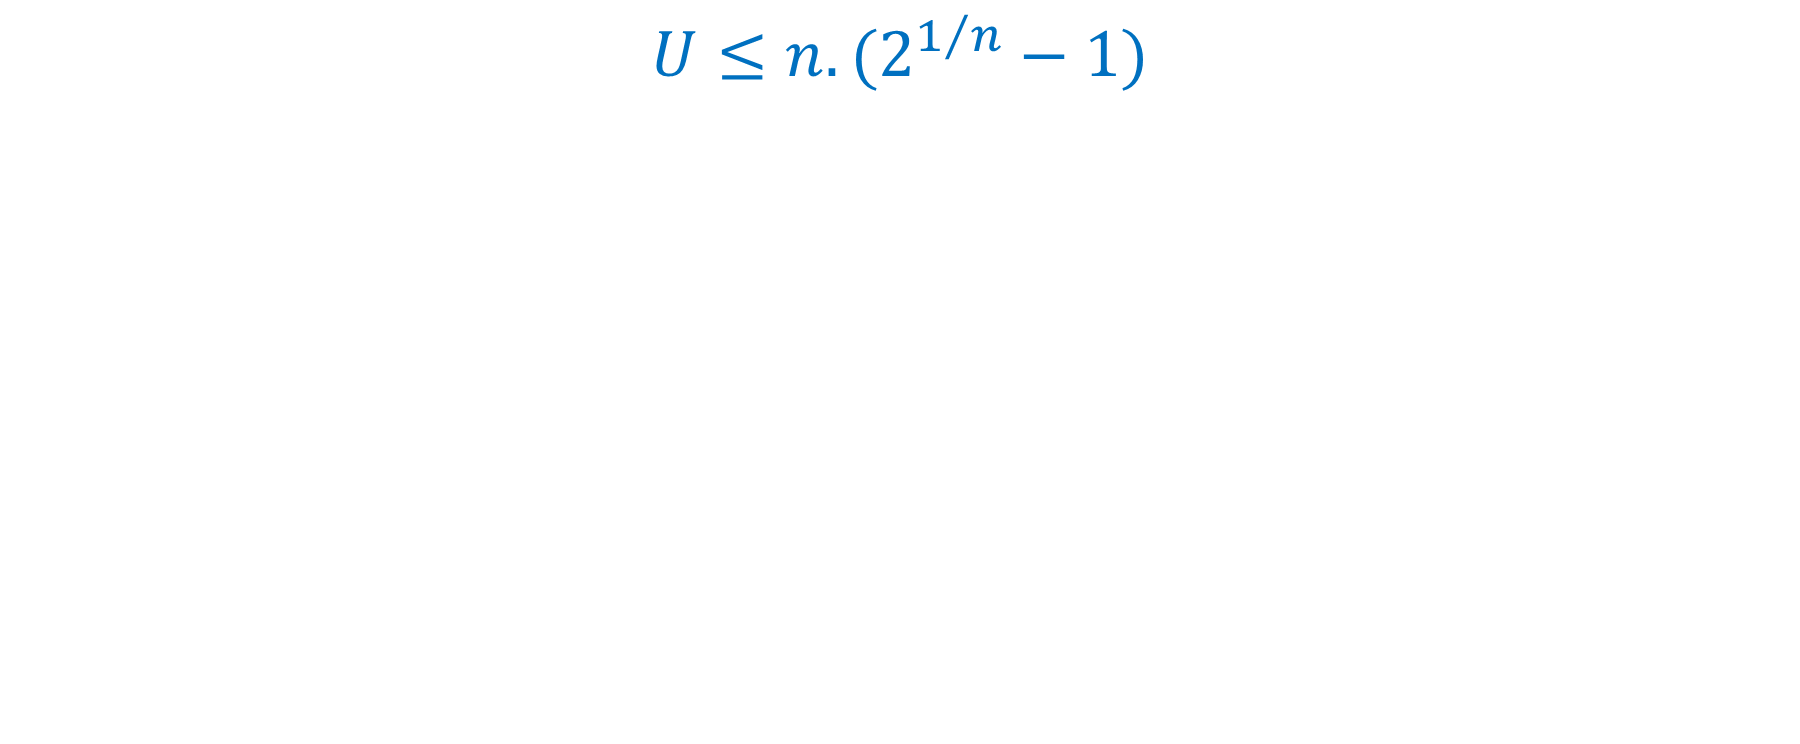 U ≤ n. (2^{1/n} − 1)